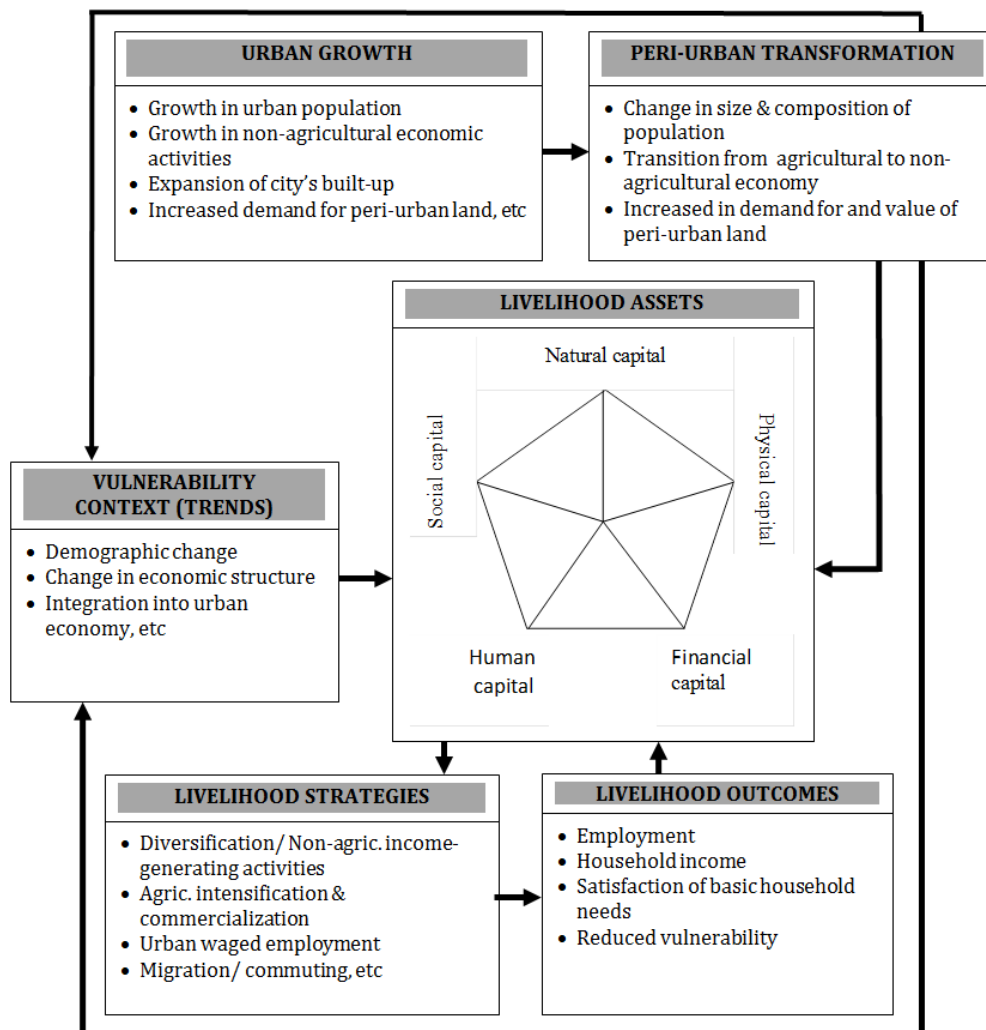 URBAN GROWTH
• Growth in urban population
• Growth in non-agricultural economic
activities
• Expansion of city’s built-up
• Increased demand for peri-urban land, etc
PERI-URBAN TRANSFORMATION
• Change in size & composition of
population
• Transition from agricultural to non-
agricultural economy
• Increased in demand for and value of
peri-urban land
LIVELIHOOD ASSETS
Natural capital
Social capital
Physical capital
Human
capital
Financial
capital
VULNERABILITY
CONTEXT (TRENDS)
• Demographic change
• Change in economic structure
• Integration into urban
economy, etc
LIVELIHOOD STRATEGIES
• Diversification/ Non-agric. income-
generating activities
• Agric. intensification &
commercialization
• Urban waged employment
• Migration/ commuting, etc
LIVELIHOOD OUTCOMES
• Employment
• Household income
• Satisfaction of basic household
needs
• Reduced vulnerability